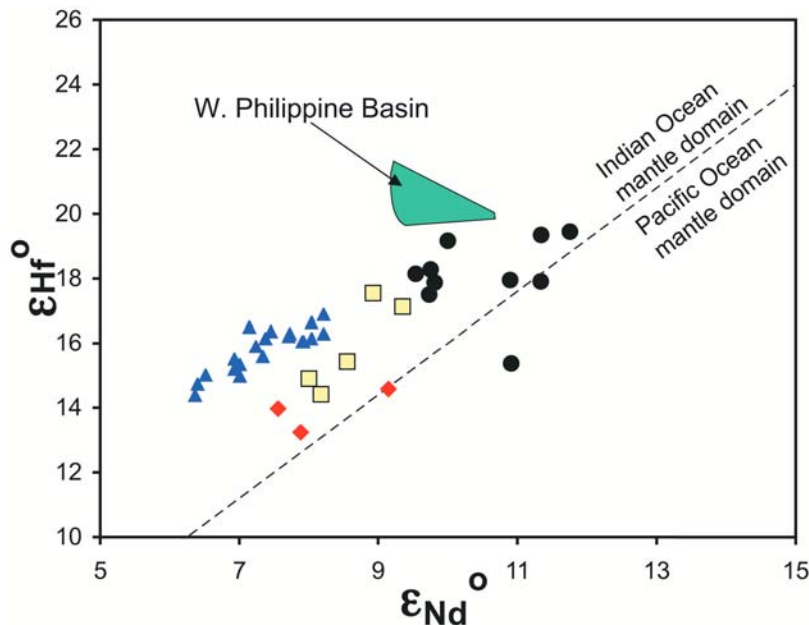 26
24
22
20
18
16
14
12
10
εHf°
W. Philippine Basin
Indian Ocean
mantle domain
Pacific Ocean
mantle domain
5
7
9
11
13
15
εNd°